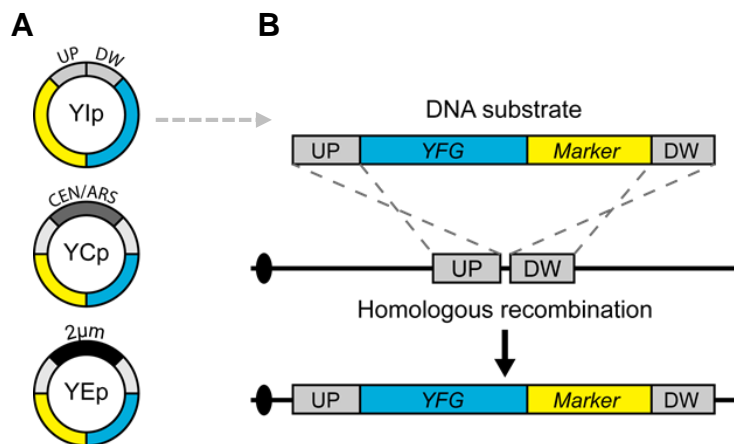 A
UP DW
YIp
CEN/ARS
YCp
2µm
YEp
B
DNA substrate
UP YFG Marker DW
UP DW
Homologous recombination
UP YFG Marker DW